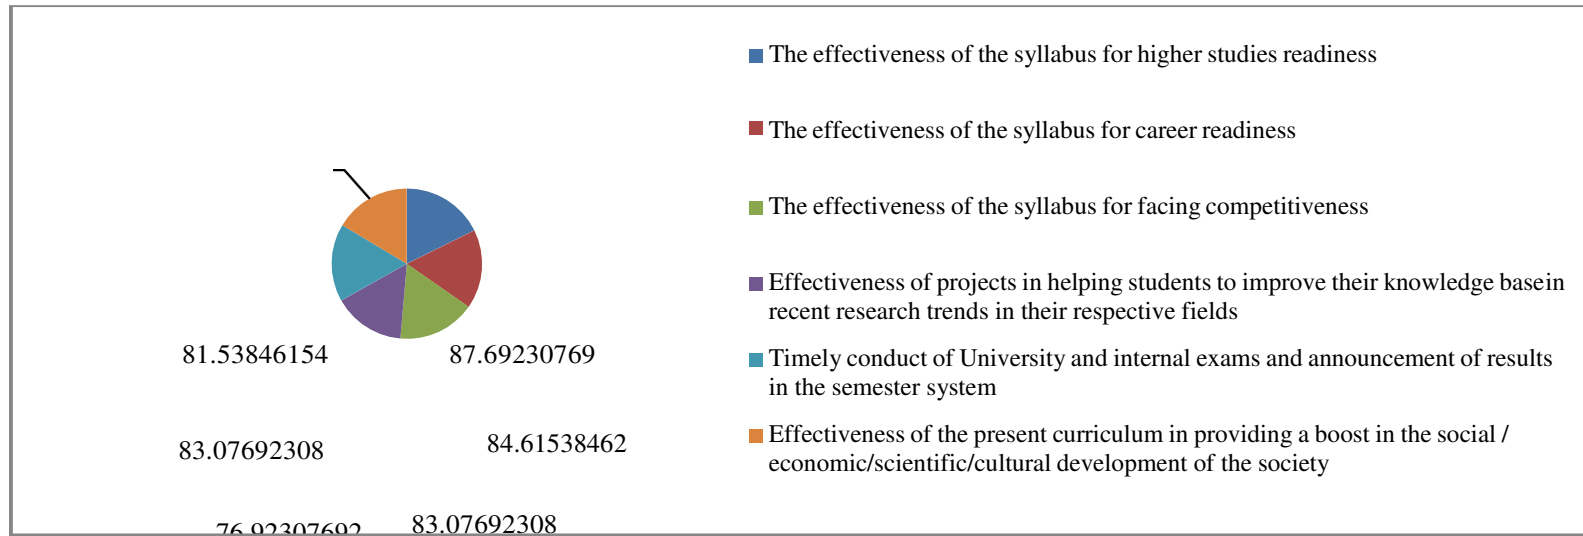 The effectiveness of the syllabus for higher studies readiness
The effectiveness of the syllabus for career readiness
The effectiveness of the syllabus for facing competitiveness
Effectiveness of projects in helping students to improve their knowledge basein
recent research trends in their respective fields
81.53846154
87.69230769
Timely conduct of University and internal exams and announcement of results
in the semester system
83.07692308
84.61538462
Effectiveness of the present curriculum in providing a boost in the social /
economic/scientific/cultural development of the society
76.92307692
83.07692308